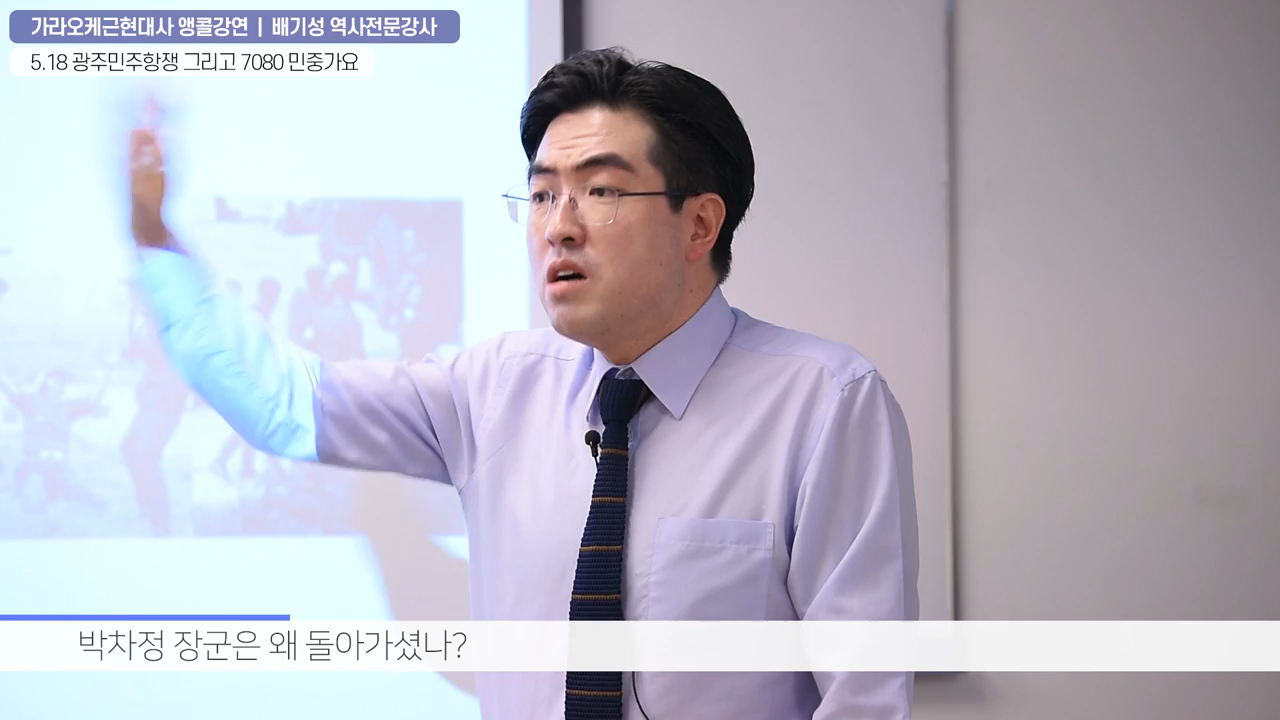 가라오케근현대사 앵콜강연 | 배기성 역사전문강사
5.18 광주민주항쟁 그리고 7080 민중가요
박차정 장군은 왜 돌아가셨나?